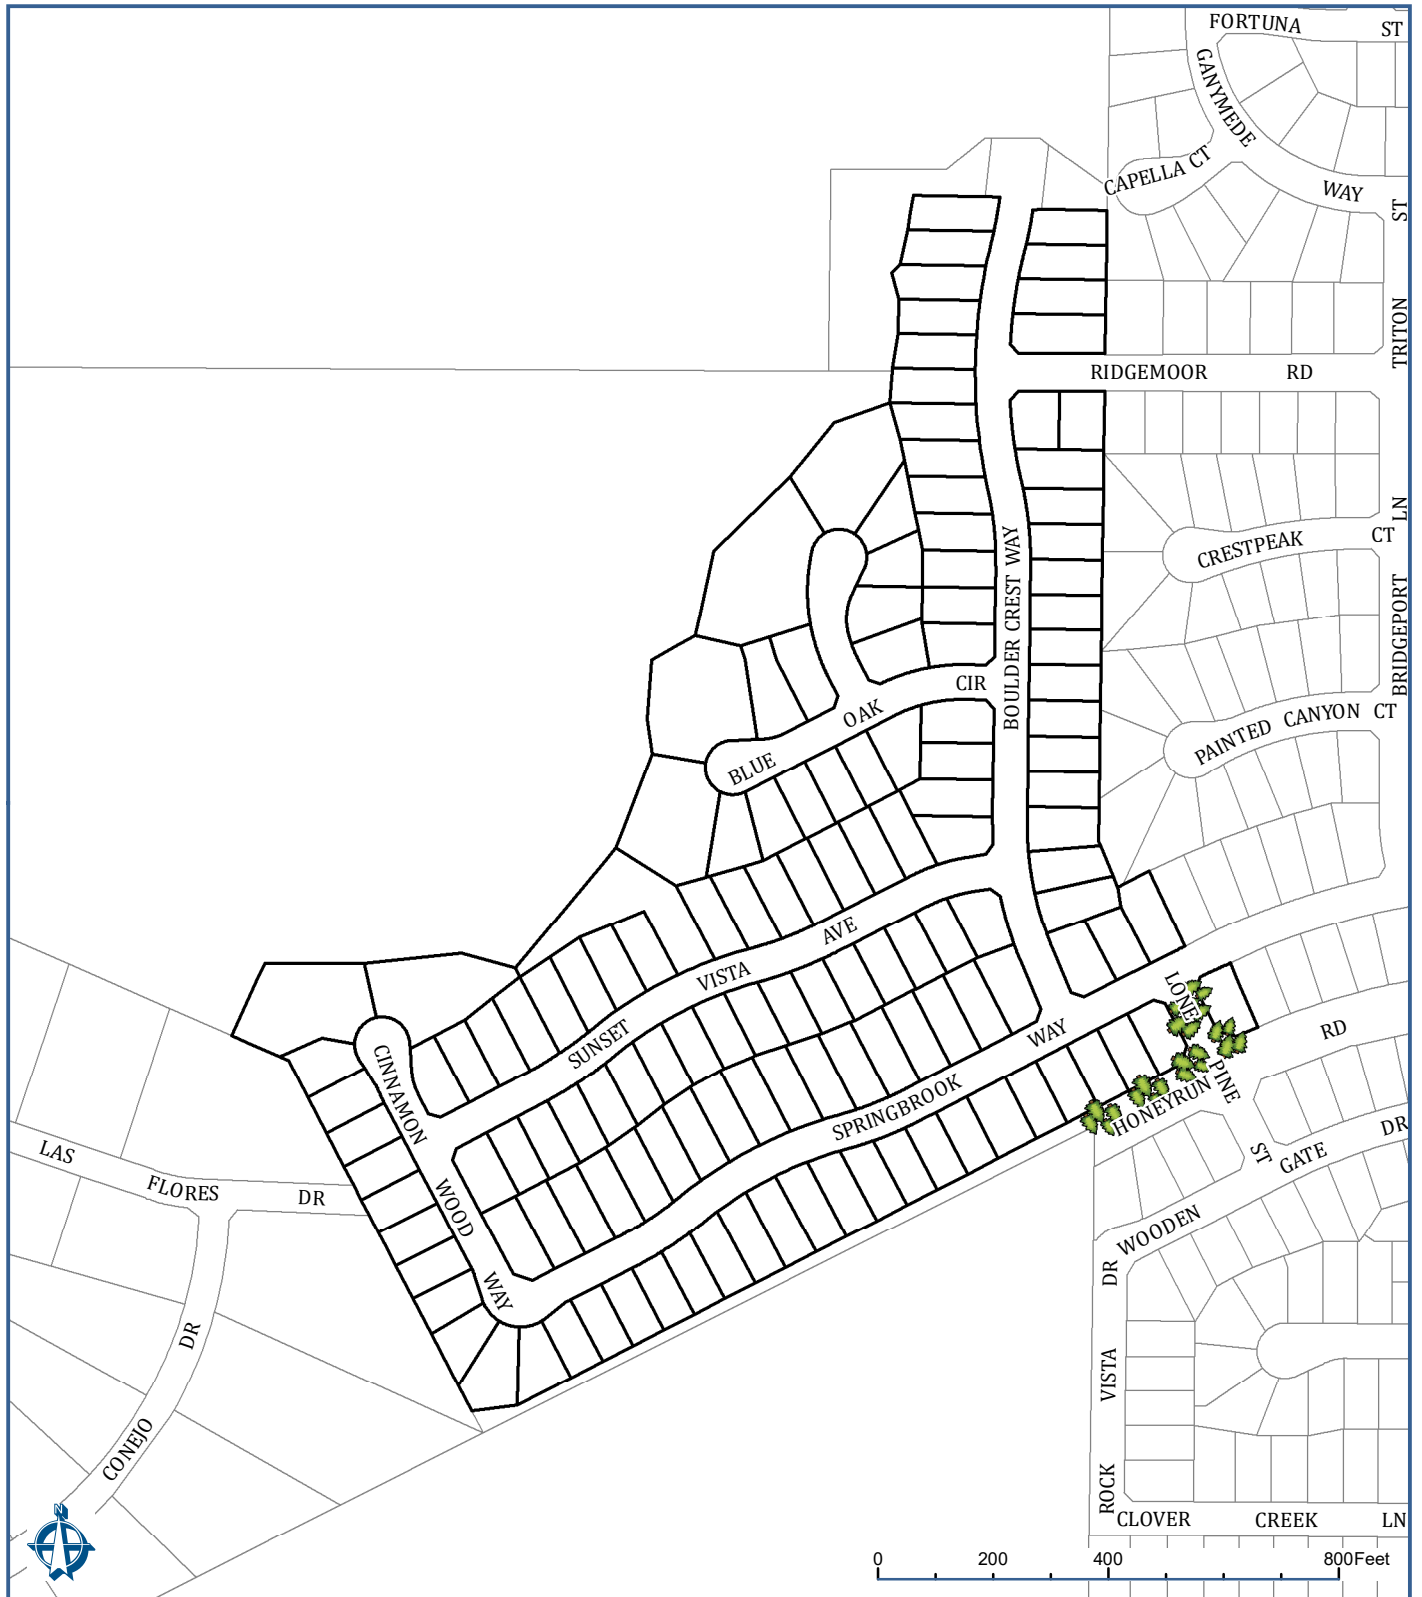 FORTUNA ST
GANYMEDE WAY
CAPELLA CT
TRITON ST
RIDGEMOOR RD
BRIDGEPORT LN
CRESTPEAK CT
BOULDER CREST WAY
BLUE OAK CIR
PAINTED CANYON CT
SUNSET VISTA AVE
LONE PINE ST
CINNAMON WOOD WAY
SPRINGBROOK WAY
HONEYRUN RD
LAS FLORES DR
WOODEN GATE DR
CONEJO DR
ROCK VISTA DR
CLOVER CREEK LN
N
0 200 400 800Feet